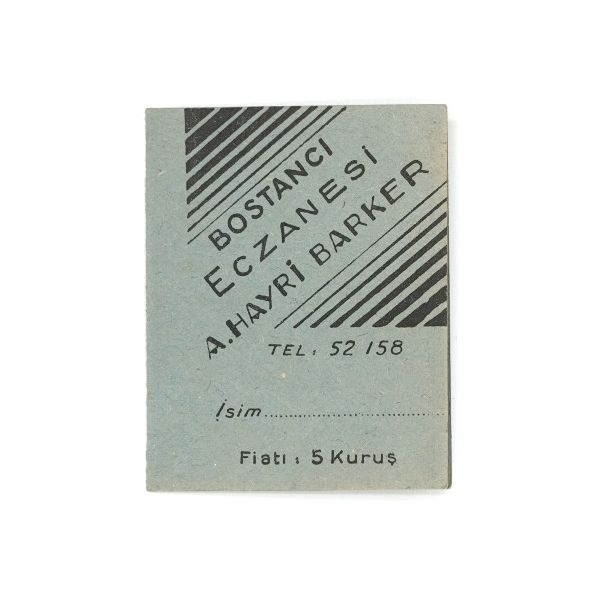 BOSTANCI
ECZANESİ
A. HAYRİ BARKER
TEL: 52 158
İsim..............................
Fiatı: 5 Kuruş